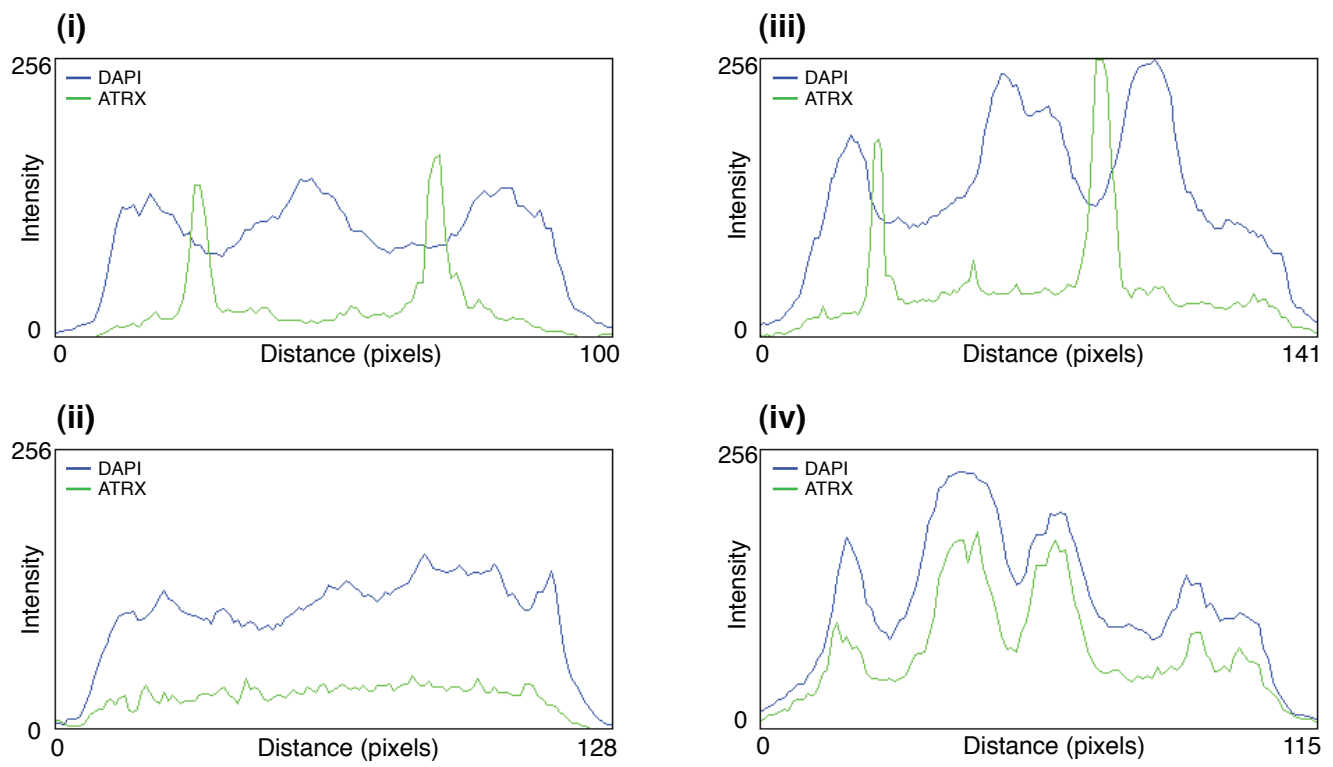 (i)
256
DAPI
ATRX
Intensity
0
0
Distance (pixels)
100
(ii)
256
DAPI
ATRX
Intensity
0
0
Distance (pixels)
128
(iii)
256
DAPI
ATRX
Intensity
0
0
Distance (pixels)
141
(iv)
256
DAPI
ATRX
Intensity
0
0
Distance (pixels)
115